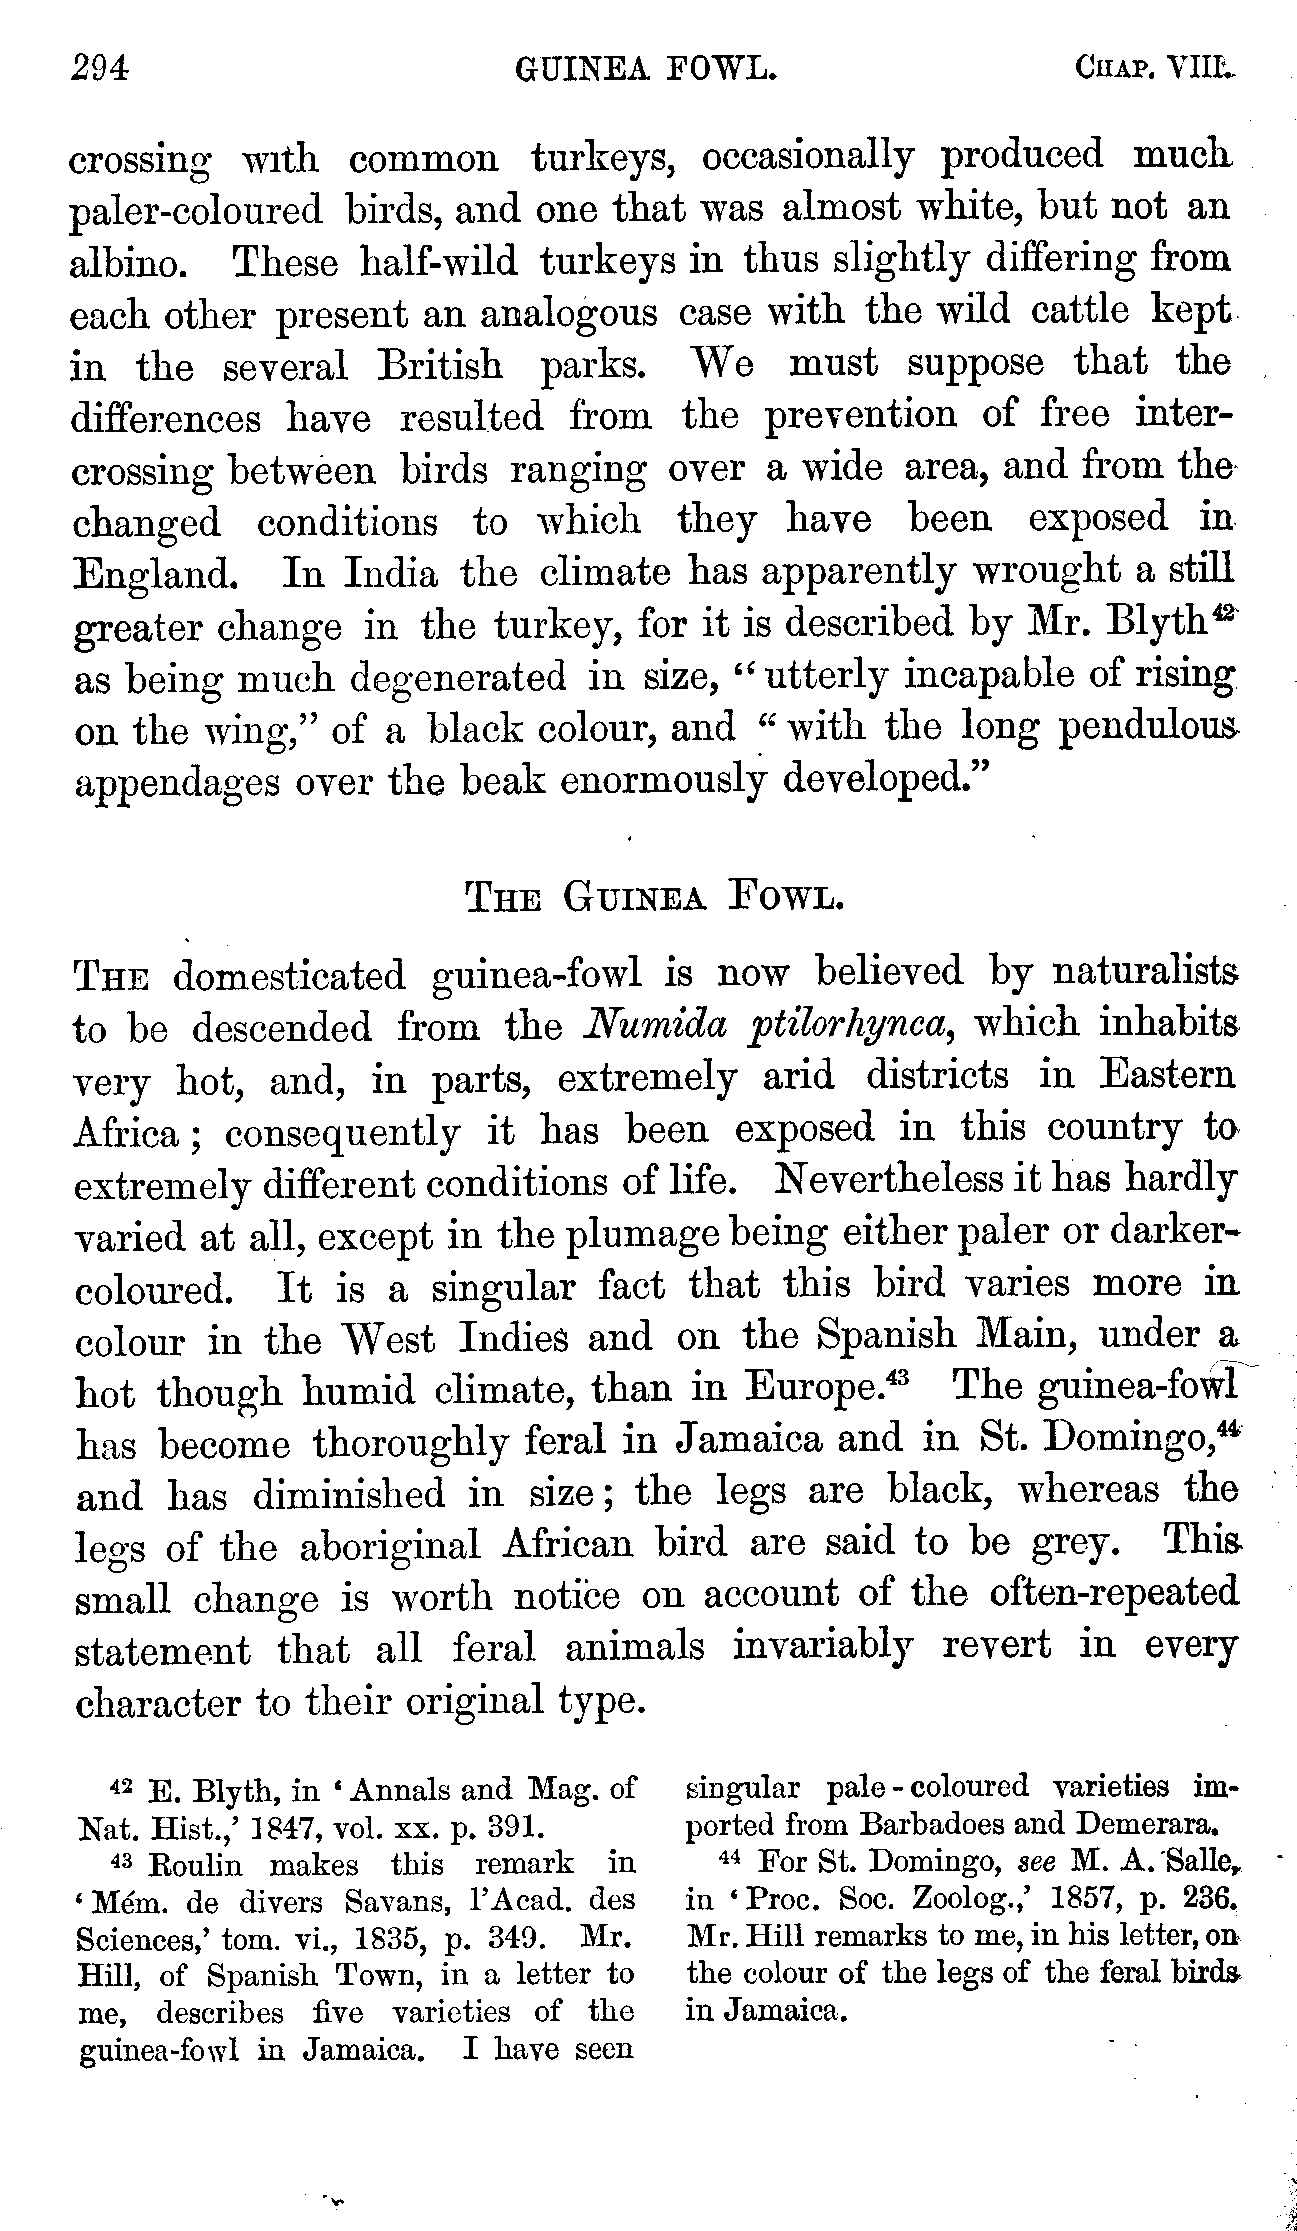 294 GUINEA FOWL. CHAP. VIII.
crossing with common turkeys, occasionally produced much
paler-coloured birds, and one that was almost white, but not an
albino. These half-wild turkeys in thus slightly differing from
each other present an analogous case with the wild cattle kept
in the several British parks. We must suppose that the
differences have resulted from the prevention of free inter-
crossing between birds ranging over a wide area, and from the
changed conditions to which they have been exposed in
England. In India the climate has apparently wrought a still
greater change in the turkey, for it is described by Mr. Blyth⁴²
as being much degenerated in size, “utterly incapable of rising
on the wing,” of a black colour, and “with the long pendulous
appendages over the beak enormously developed.”
THE GUINEA FOWL.
THE domesticated guinea-fowl is now believed by naturalists
to be descended from the Numida ptilorhynca, which inhabits
very hot, and, in parts, extremely arid districts in Eastern
Africa; consequently it has been exposed in this country to
extremely different conditions of life. Nevertheless it has hardly
varied at all, except in the plumage being either paler or darker-
coloured. It is a singular fact that this bird varies more in
colour in the West Indies and on the Spanish Main, under a
hot though humid climate, than in Europe.⁴³ The guinea-fowl
has become thoroughly feral in Jamaica and in St. Domingo,⁴⁴
and has diminished in size; the legs are black, whereas the
legs of the aboriginal African bird are said to be grey. This
small change is worth notice on account of the often-repeated
statement that all feral animals invariably revert in every
character to their original type.
⁴² E. Blyth, in ‘Annals and Mag. of
Nat. Hist.,’ 1847, vol. xx. p. 391.
⁴³ Roulin makes this remark in
‘Mém. de divers Savans, l’Acad. des
Sciences,’ tom. vi., 1835, p. 349. Mr.
Hill, of Spanish Town, in a letter to
me, describes five varieties of the
guinea-fowl in Jamaica. I have seen
singular pale-coloured varieties im-
ported from Barbadoes and Demerara.
⁴⁴ For St. Domingo, see M. A. Salle,
in ‘Proc. Soc. Zoolog.,’ 1857, p. 236.
Mr. Hill remarks to me, in his letter, on
the colour of the legs of the feral birds
in Jamaica.